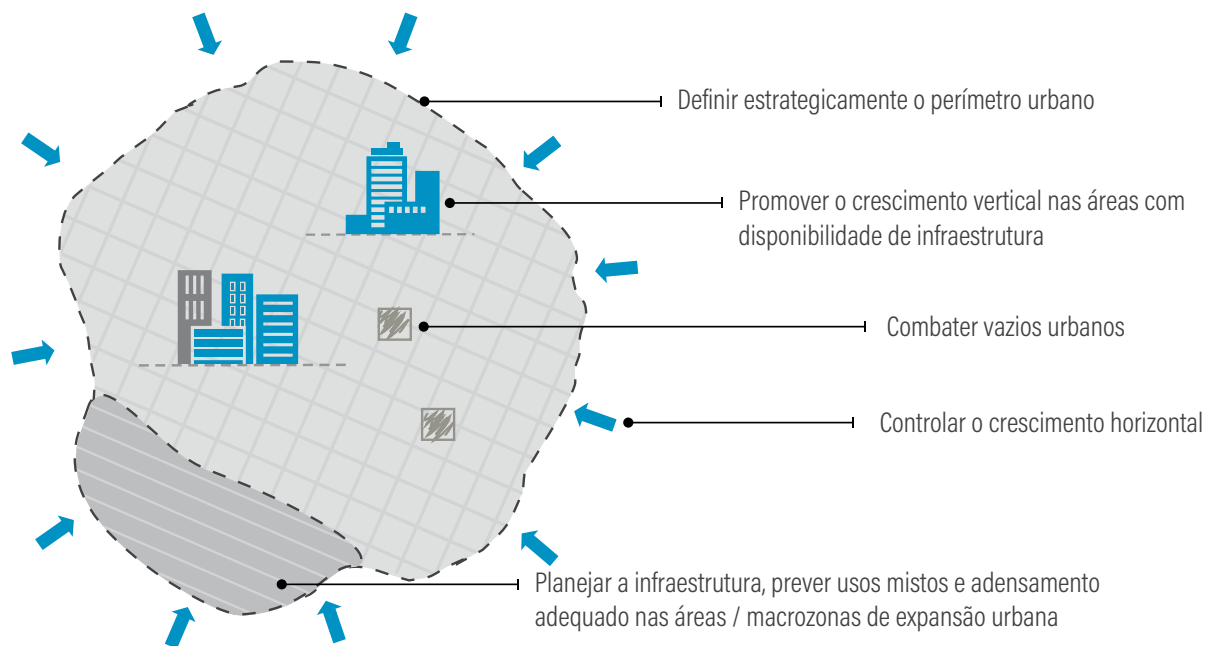 Definir estrategicamente o perímetro urbano
Promover o crescimento vertical nas áreas com
disponibilidade de infraestrutura
Combater vazios urbanos
Controlar o crescimento horizontal
Planejar a infraestrutura, prever usos mistos e adensamento
adequado nas áreas / macrozonas de expansão urbana